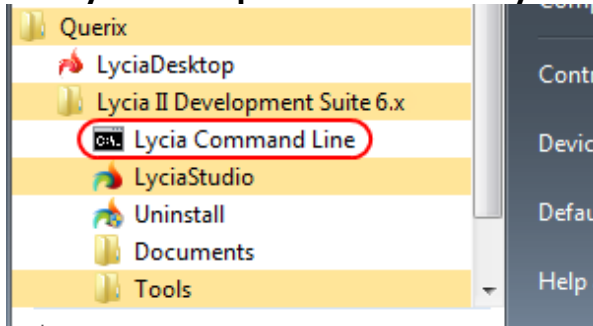 Querix
LyciaDesktop
Lycia II Development Suite 6.x
Lycia Command Line
LyciaStudio
Uninstall
Documents
Tools
Contr
Devic
Defau
Help